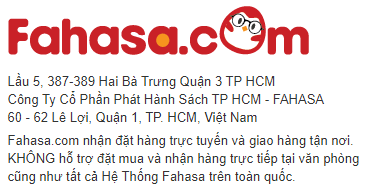 Fahasa.com
Lầu 5, 387-389 Hai Bà Trưng Quận 3 TP HCM
Công Ty Cổ Phần Phát Hành Sách TP HCM - FAHASA
60 - 62 Lê Lợi, Quận 1, TP. HCM, Việt Nam
Fahasa.com nhận đặt hàng trực tuyến và giao hàng tận nơi.
KHÔNG hỗ trợ đặt mua và nhận hàng trực tiếp tại văn phòng
cũng như tất cả Hệ Thống Fahasa trên toàn quốc.